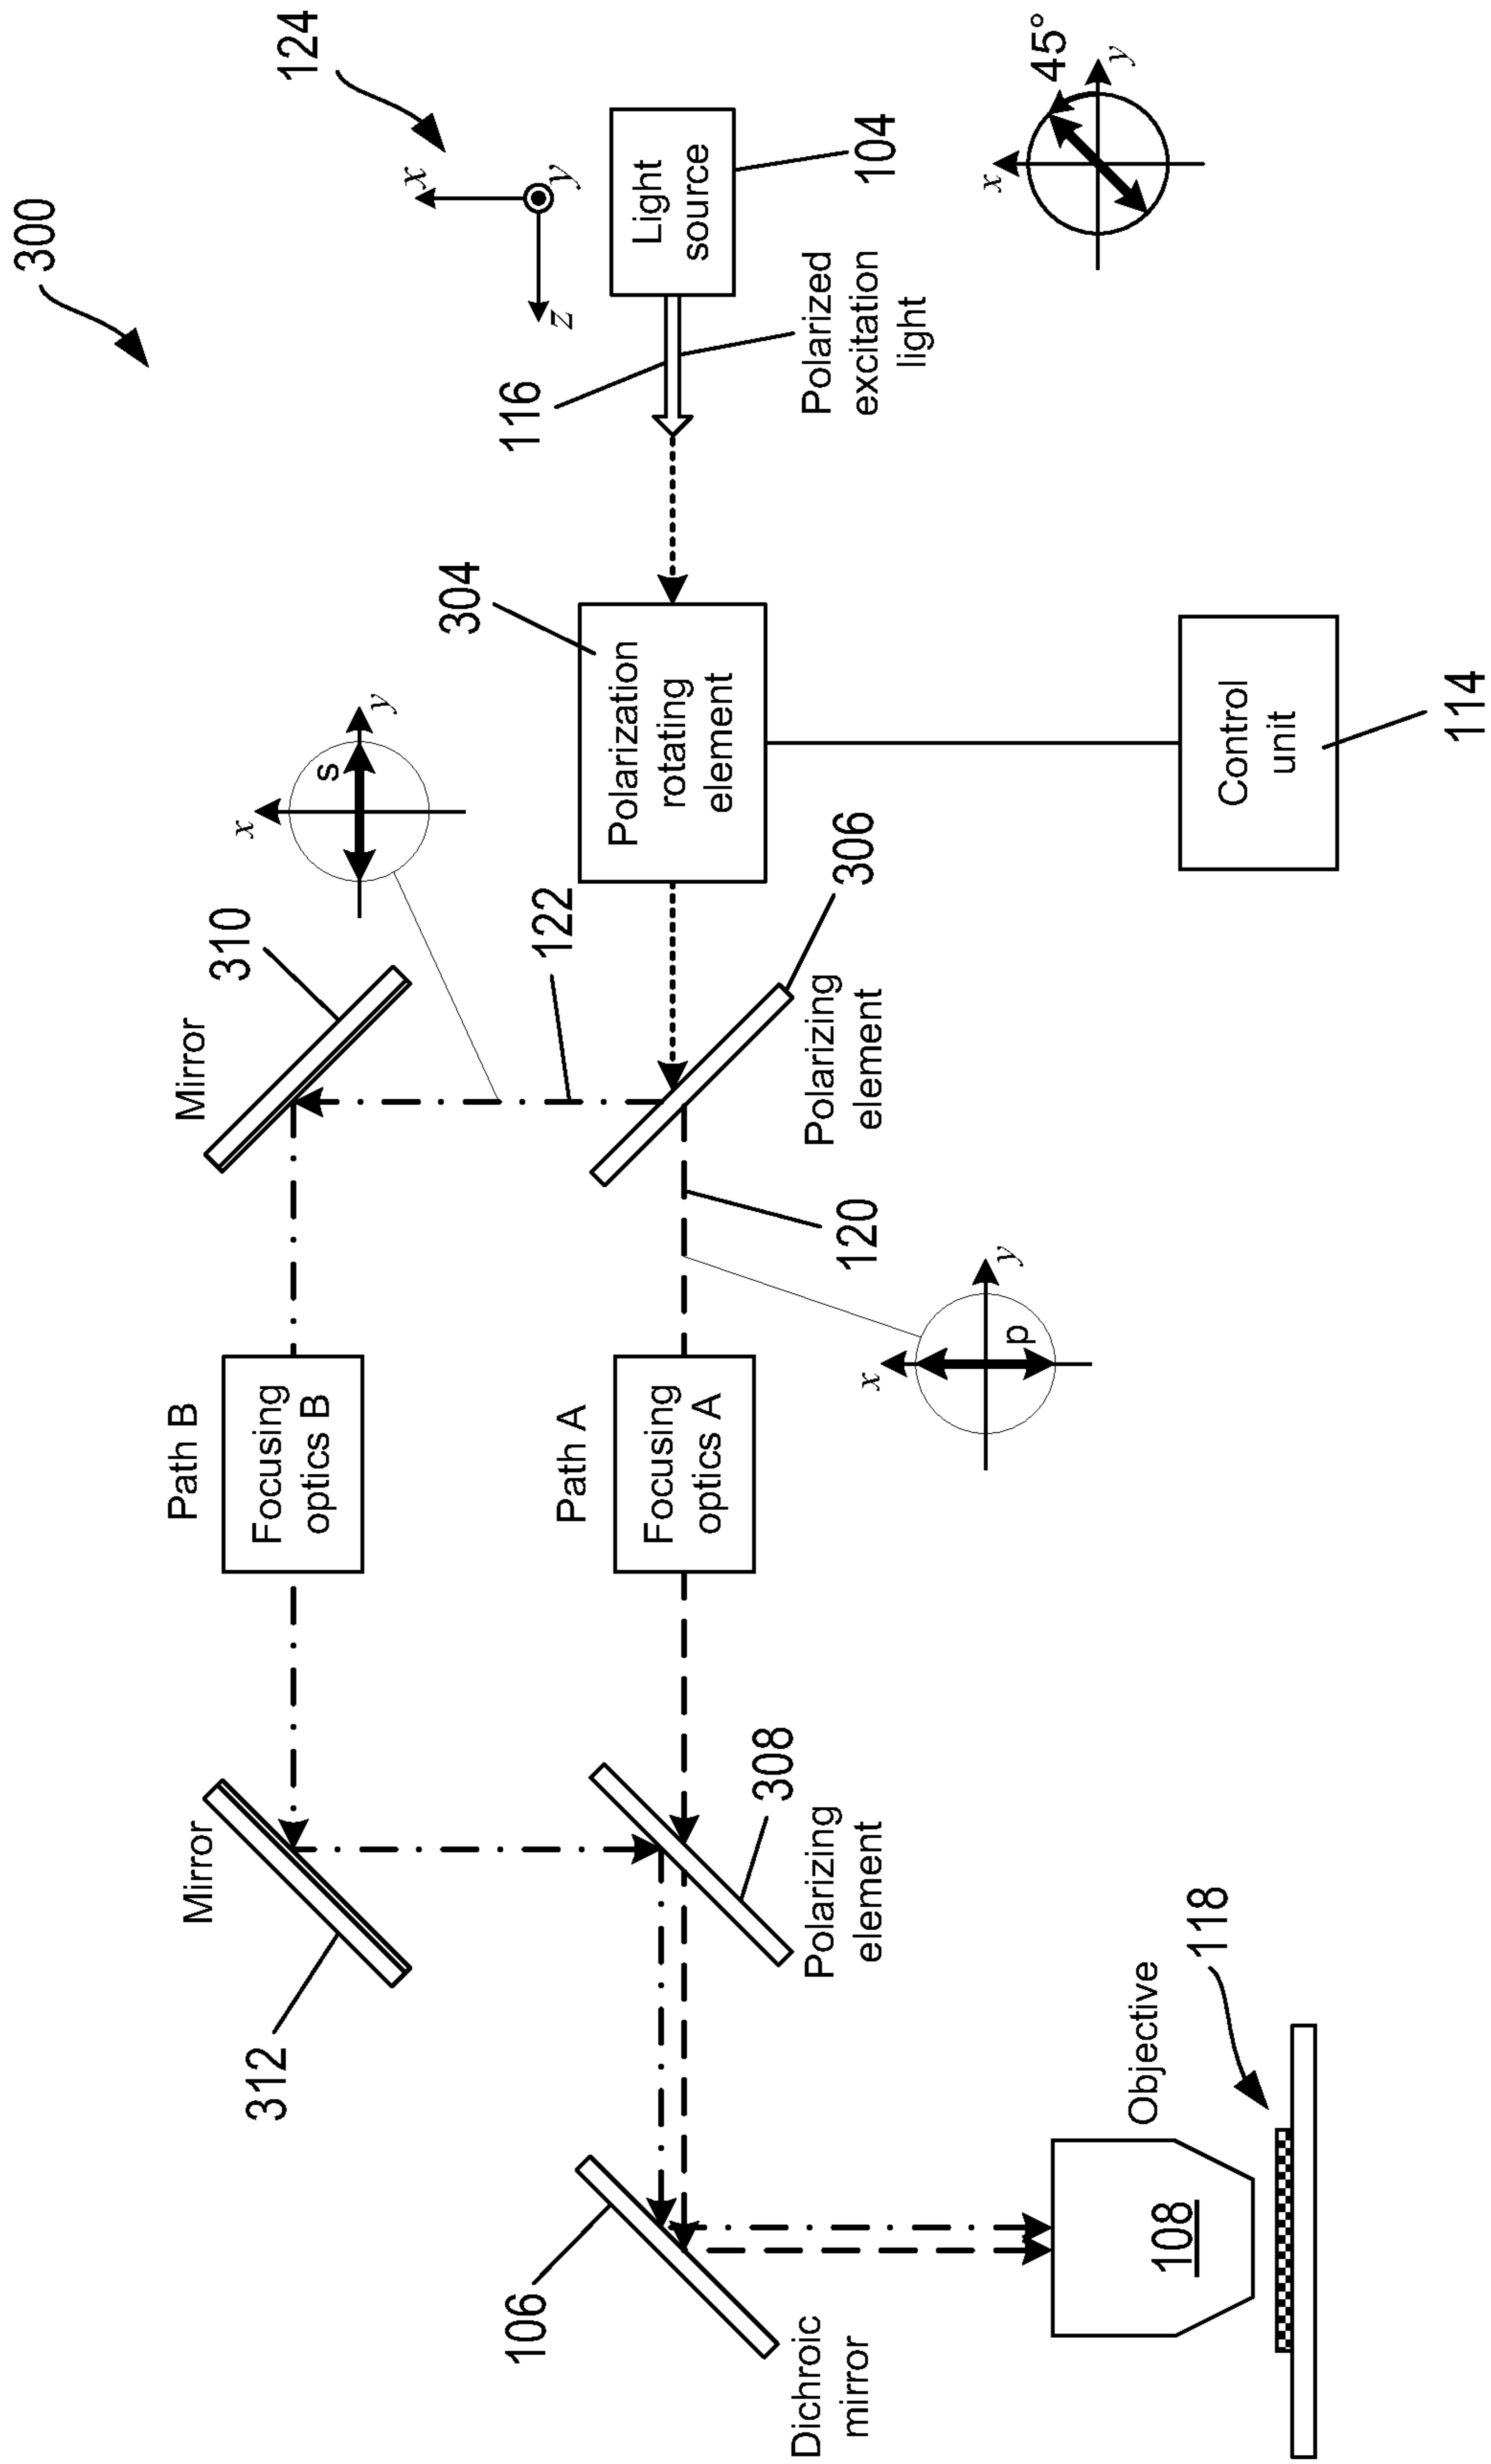 300
124
Mirror
Mirror
Path B
310
312
x
y
s
Focusing
optics B
x
y
z
304
116
122
106
Path A
Light
source
104
Focusing
optics A
Polarization
rotating
element
Dichroic
mirror
Polarizing
element
308
Polarizing
element
306
120
Polarized
excitation
light
x
y
p
x
y
45°
Objective
108
118
Control
unit
114